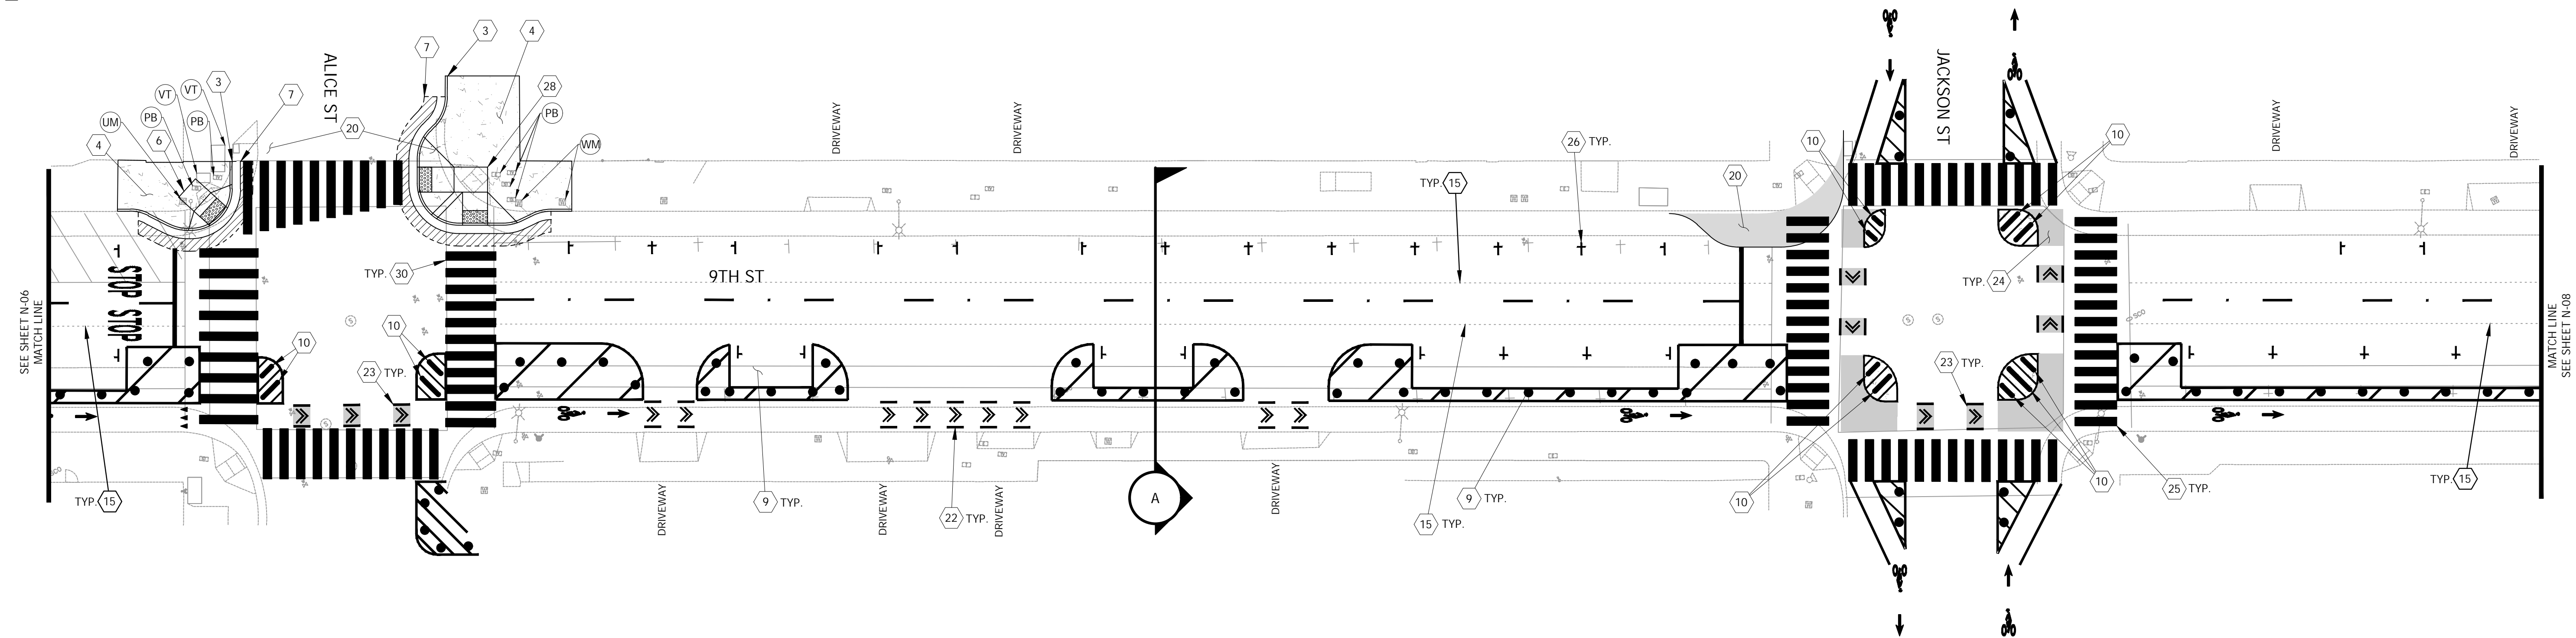 3
4
7
28
PB
WM
3
VT
VT
7
PB
UM
PB
6
4
20
ALICE ST
DRIVEWAY
DRIVEWAY
26 TYP.
TYP. 15
20
10
JACKSON ST
10
DRIVEWAY
DRIVEWAY
SEE SHEET N-06
MATCH LINE
STOP STOP
TYP. 30
9TH ST
TYP. 24
S
S
S
S
SCO
SCO
10
10
23 TYP.
23 TYP.
MATCH LINE
SEE SHEET N-08
TYP. 15
DRIVEWAY
9 TYP.
DRIVEWAY
22 TYP.
DRIVEWAY
A
DRIVEWAY
15 TYP.
9 TYP.
10
10
25 TYP.
TYP. 15